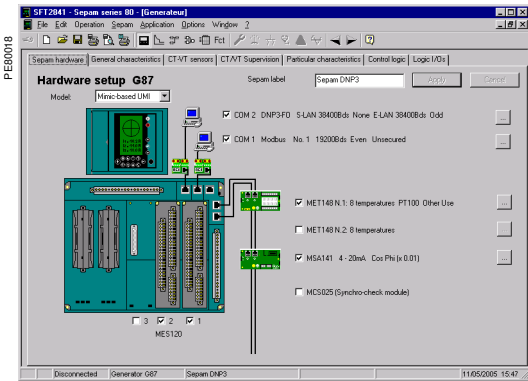 PE80018
SFT2841 - Sepam series 80 - [Generateur]
File Edit Operation Sepam Application Options Window ?
Fct
Sepam hardware General characteristics CT-VT sensors CT/VT Supervision Particular characteristics Control logic Logic I/Os
Hardware setup G87
Sepam label Sepam DNP3 Apply Cancel
Model: Mimic-based UMI
COM 2 DNP3-FO S-LAN 38400Bds None E-LAN 38400Bds Odd ...
COM 1 Modbus No. 1 19200Bds Even Unsecured ...
MET148 N.1: 8 temperatures PT100 Other Use ...
MET148 N.2: 8 temperatures
MSA141 4 - 20mA Cos Phi (x 0.01) ...
MCS025 (Synchro-check module)
3 2 1
MES120
Disconnected Generator G87 Sepam DNP3 11/05/2005 15:47